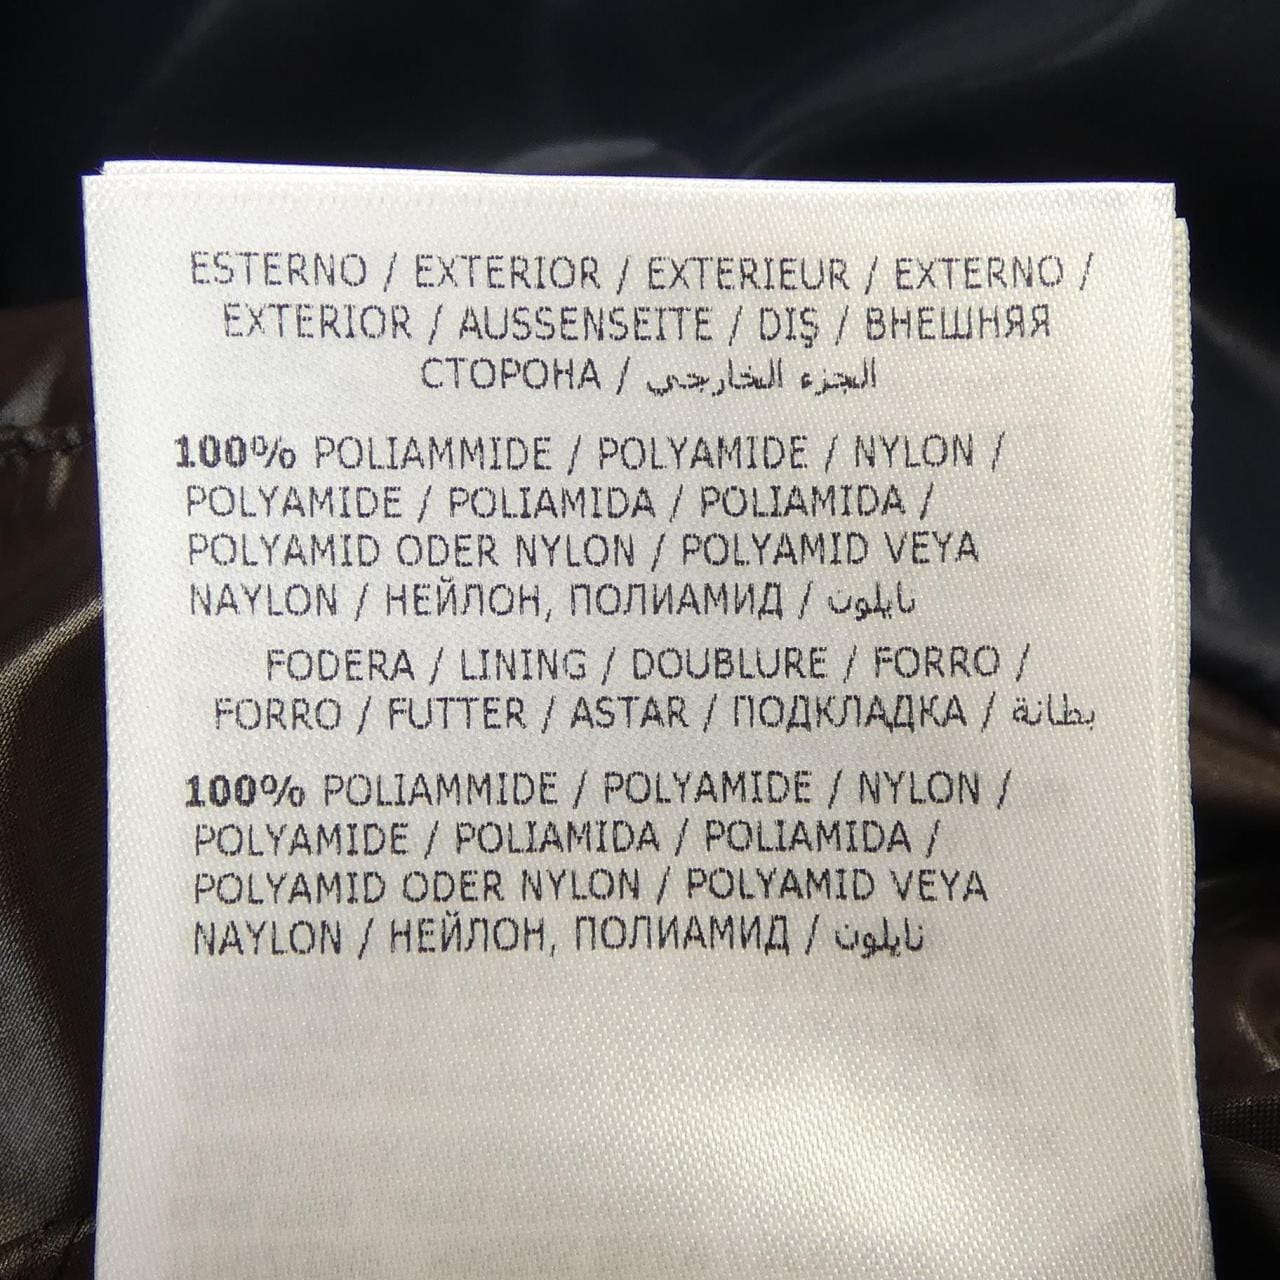 ESTERNO / EXTERIOR / EXTERIEUR / EXTERNO /
EXTERIOR / AUSSENSEITE / DIŞ / ВНЕШНЯЯ
СТОРОНА / الجزء الخارجي
100% POLIAMMIDE / POLYAMIDE / NYLON /
POLYAMIDE / POLIAMIDA / POLIAMIDA /
POLYAMID ODER NYLON / POLYAMID VEYA
NAYLON / НЕЙЛОН, ПОЛИАМИД / نايلون
FODERA / LINING / DOUBLURE / FORRO /
FORRO / FUTTER / ASTAR / ПОДКЛАДКА / بطانة
100% POLIAMMIDE / POLYAMIDE / NYLON /
POLYAMIDE / POLIAMIDA / POLIAMIDA /
POLYAMID ODER NYLON / POLYAMID VEYA
NAYLON / НЕЙЛОН, ПОЛИАМИД / نايلون